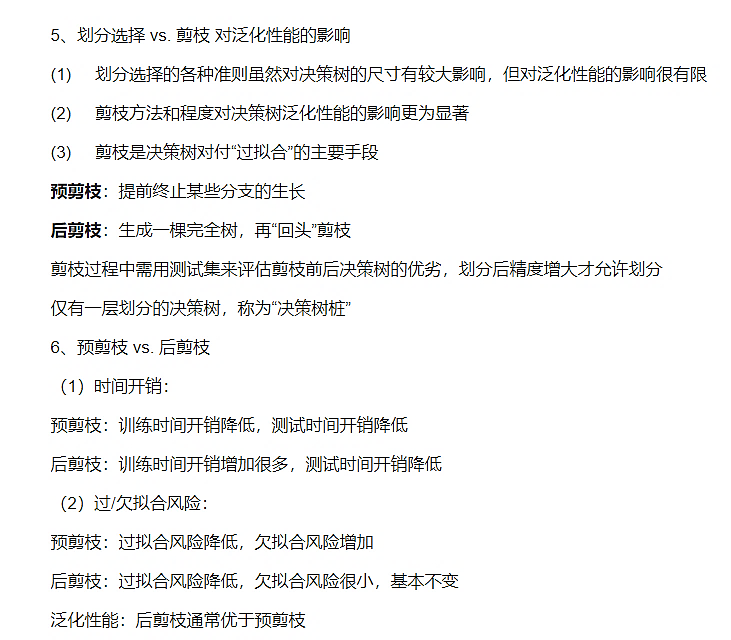 5、划分选择 vs. 剪枝 对泛化性能的影响
(1) 划分选择的各种准则虽然对决策树的尺寸有较大影响，但对泛化性能的影响很有限
(2) 剪枝方法和程度对决策树泛化性能的影响更为显著
(3) 剪枝是决策树对付“过拟合”的主要手段
预剪枝：提前终止某些分支的生长
后剪枝：生成一棵完全树，再“回头”剪枝
剪枝过程中需用测试集来评估剪枝前后决策树的优劣，划分后精度增大才允许划分
仅有一层划分的决策树，称为“决策树桩”
6、预剪枝 vs. 后剪枝
（1）时间开销：
预剪枝：训练时间开销降低，测试时间开销降低
后剪枝：训练时间开销增加很多，测试时间开销降低
（2）过/欠拟合风险：
预剪枝：过拟合风险降低，欠拟合风险增加
后剪枝：过拟合风险降低，欠拟合风险很小，基本不变
泛化性能：后剪枝通常优于预剪枝